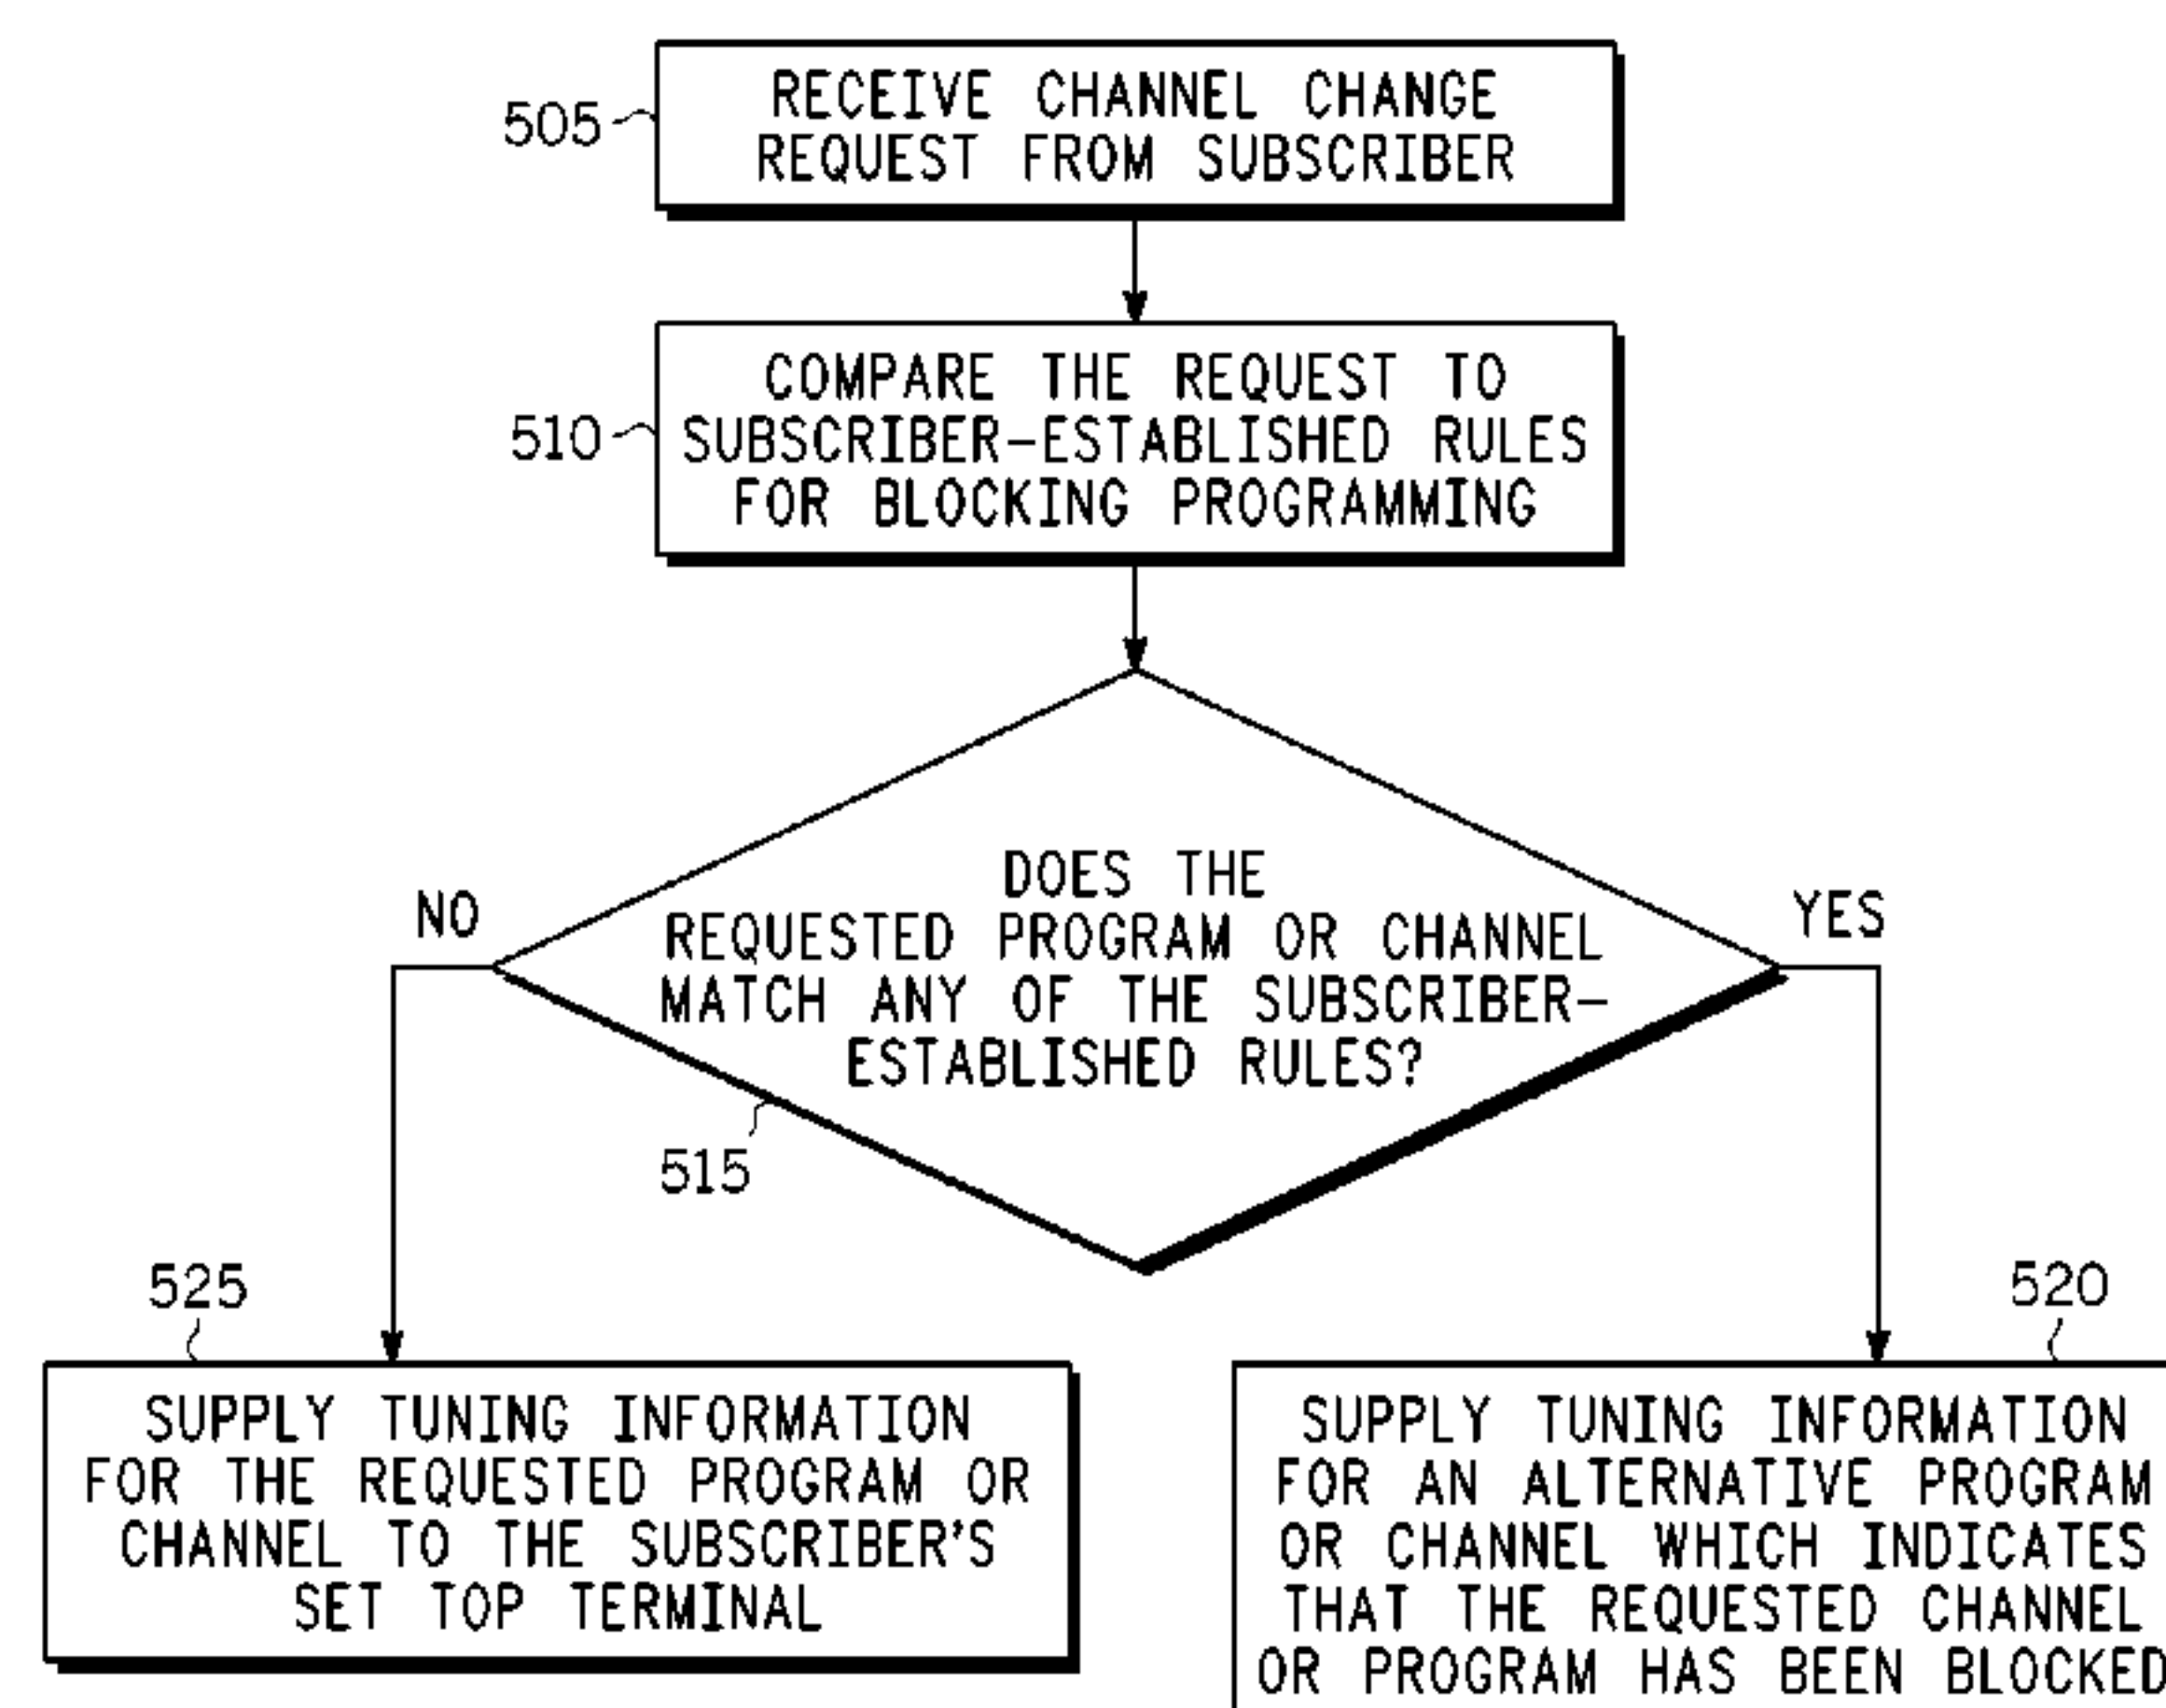 RECEIVE CHANNEL CHANGE
REQUEST FROM SUBSCRIBER
505
COMPARE THE REQUEST TO
SUBSCRIBER-ESTABLISHED RULES
FOR BLOCKING PROGRAMMING
510
DOES THE
REQUESTED PROGRAM OR CHANNEL
MATCH ANY OF THE SUBSCRIBER-
ESTABLISHED RULES?
NO
YES
515
525
SUPPLY TUNING INFORMATION
FOR THE REQUESTED PROGRAM OR
CHANNEL TO THE SUBSCRIBER'S
SET TOP TERMINAL
520
SUPPLY TUNING INFORMATION
FOR AN ALTERNATIVE PROGRAM
OR CHANNEL WHICH INDICATES
THAT THE REQUESTED CHANNEL
OR PROGRAM HAS BEEN BLOCKED